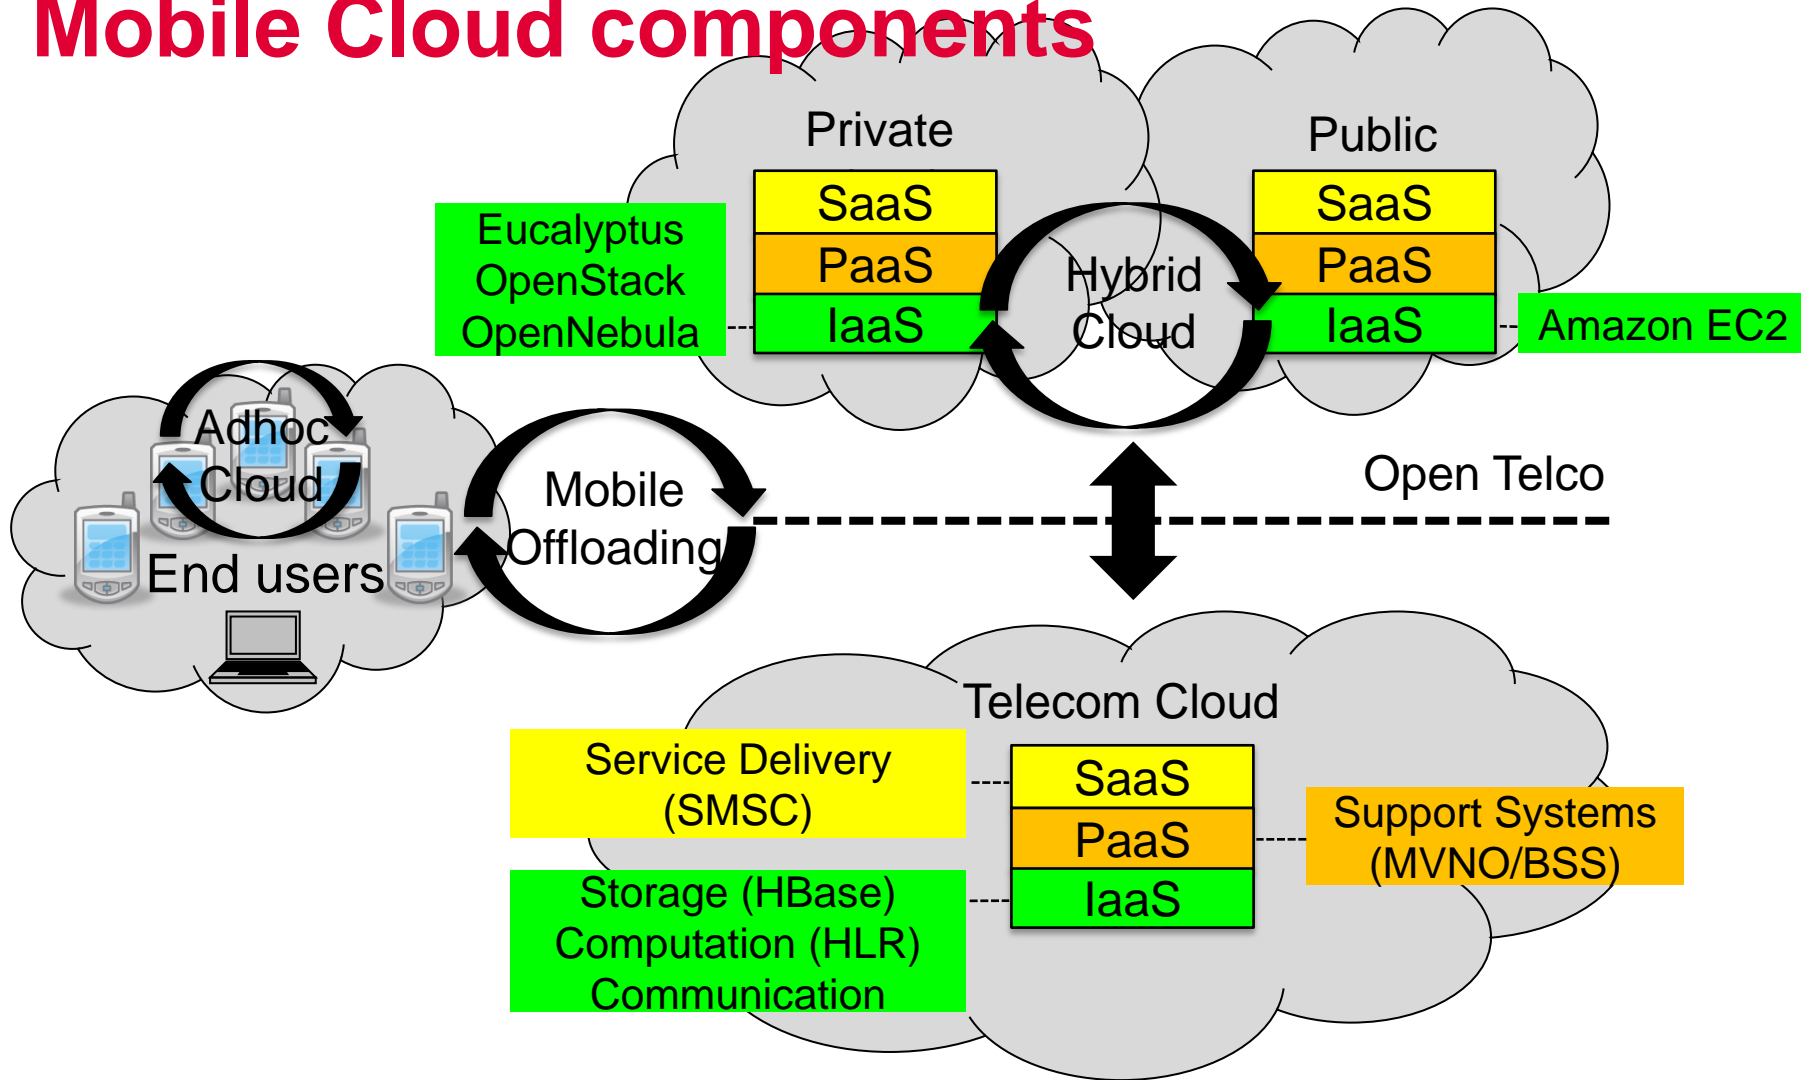 Mobile Cloud components
Private
Public
SaaS
PaaS
IaaS
SaaS
PaaS
IaaS
Eucalyptus
OpenStack
OpenNebula
Hybrid
Cloud
Amazon EC2
Adhoc
Cloud
End users
Mobile
Offloading
Open Telco
Telecom Cloud
Service Delivery
(SMSC)
SaaS
PaaS
IaaS
Support Systems
(MVNO/BSS)
Storage (HBase)
Computation (HLR)
Communication